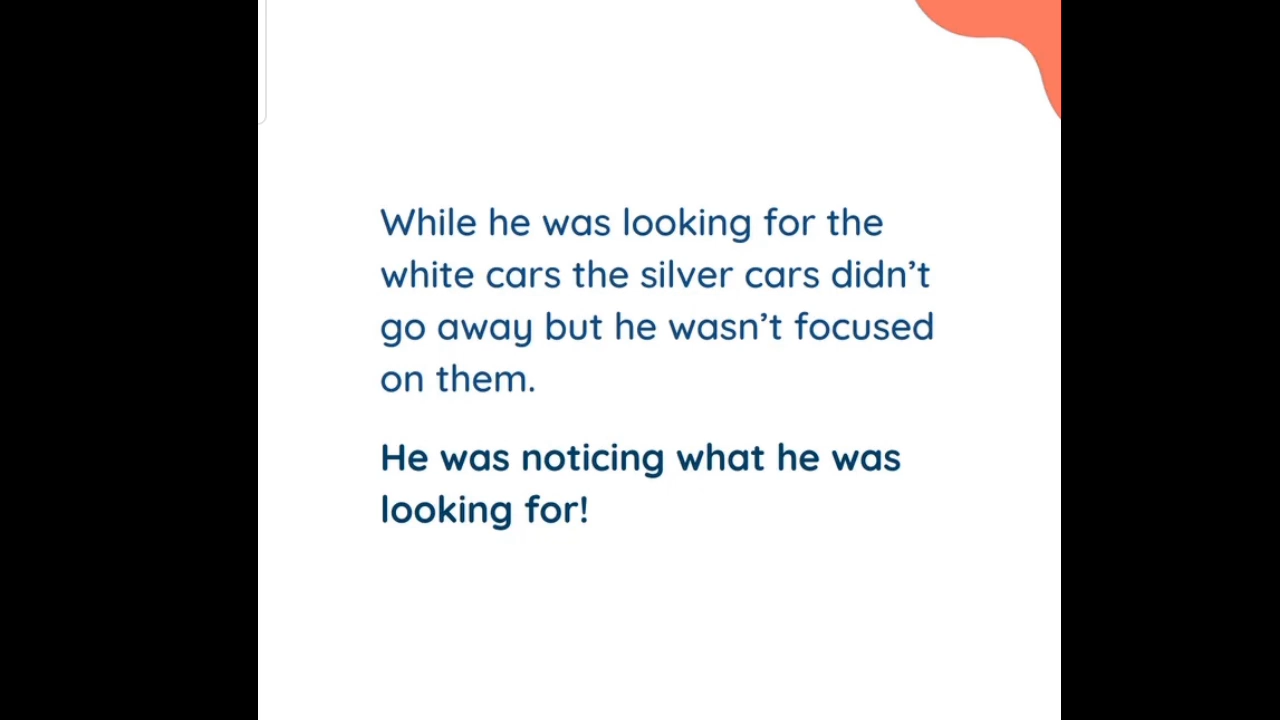 While he was looking for the
white cars the silver cars didn’t
go away but he wasn’t focused
on them.
He was noticing what he was
looking for!